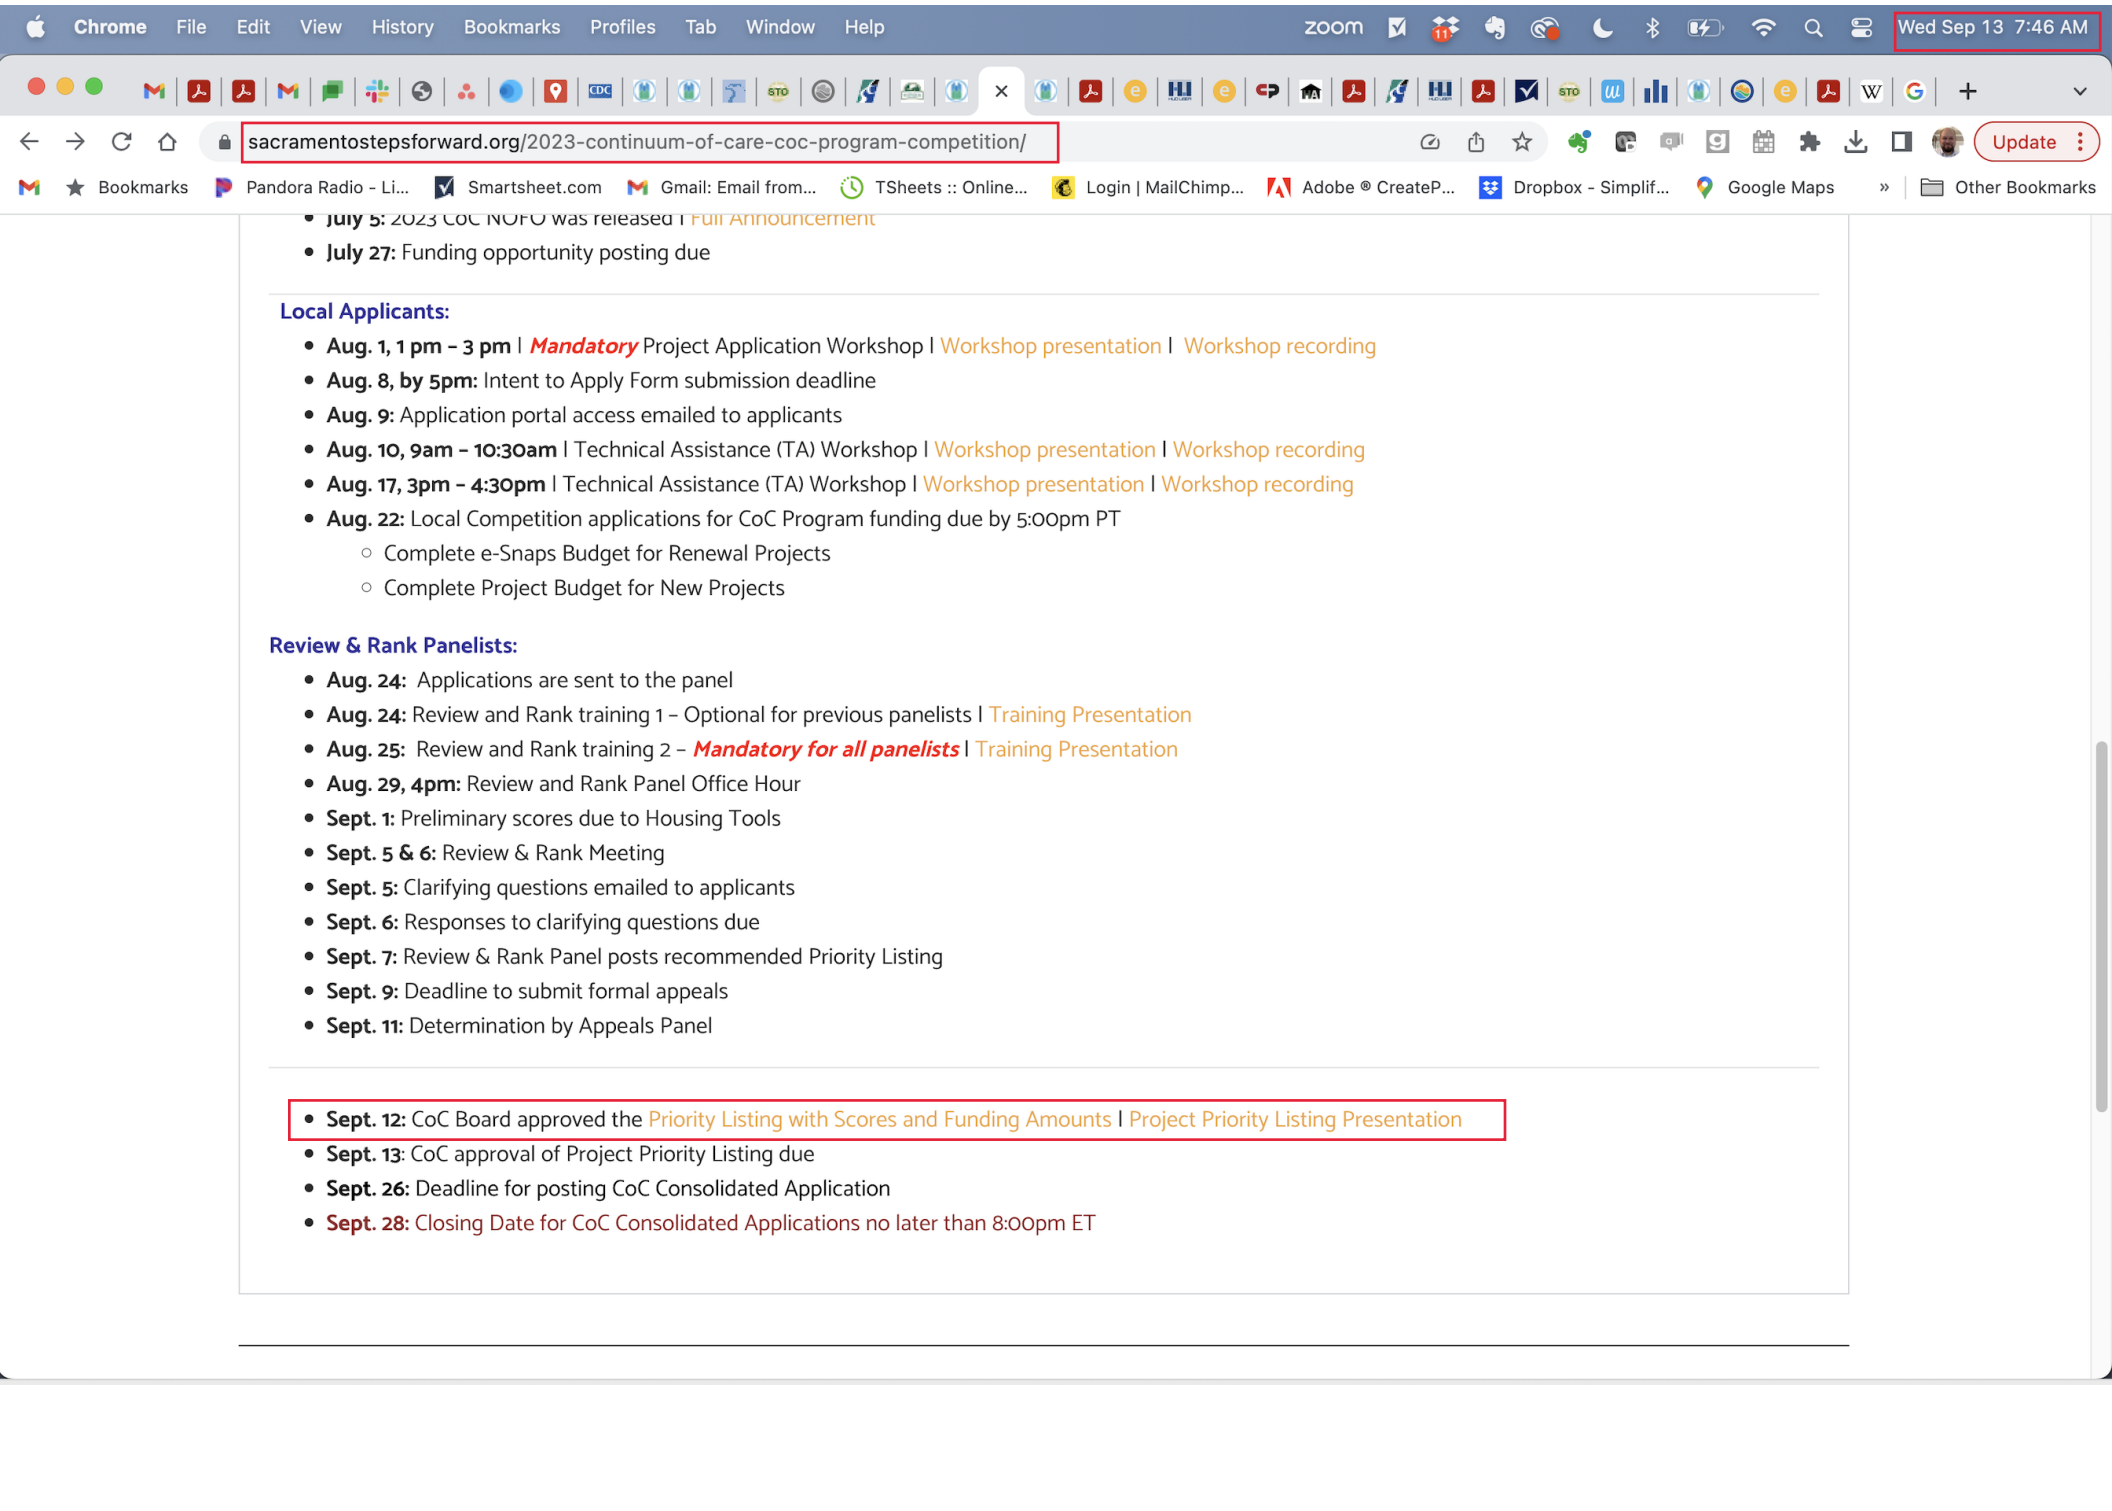 Chrome File Edit View History Bookmarks Profiles Tab Window Help zoom 11 Wed Sep 13 7:46 AM
sacramentostepsforward.org/2023-continuum-of-care-coc-program-competition/ Update
Bookmarks Pandora Radio - Li... Smartsheet.com Gmail: Email from... TSheets :: Online... Login | MailChimp... Adobe ® CreateP... Dropbox - Simplif... Google Maps » Other Bookmarks
• July 5: 2023 CoC NOFO was released | Full Announcement
• July 27: Funding opportunity posting due
Local Applicants:
• Aug. 1, 1 pm – 3 pm | Mandatory Project Application Workshop | Workshop presentation | Workshop recording
• Aug. 8, by 5pm: Intent to Apply Form submission deadline
• Aug. 9: Application portal access emailed to applicants
• Aug. 10, 9am – 10:30am | Technical Assistance (TA) Workshop | Workshop presentation | Workshop recording
• Aug. 17, 3pm – 4:30pm | Technical Assistance (TA) Workshop | Workshop presentation | Workshop recording
• Aug. 22: Local Competition applications for CoC Program funding due by 5:00pm PT
○ Complete e-Snaps Budget for Renewal Projects
○ Complete Project Budget for New Projects
Review & Rank Panelists:
• Aug. 24: Applications are sent to the panel
• Aug. 24: Review and Rank training 1 – Optional for previous panelists | Training Presentation
• Aug. 25: Review and Rank training 2 – Mandatory for all panelists | Training Presentation
• Aug. 29, 4pm: Review and Rank Panel Office Hour
• Sept. 1: Preliminary scores due to Housing Tools
• Sept. 5 & 6: Review & Rank Meeting
• Sept. 5: Clarifying questions emailed to applicants
• Sept. 6: Responses to clarifying questions due
• Sept. 7: Review & Rank Panel posts recommended Priority Listing
• Sept. 9: Deadline to submit formal appeals
• Sept. 11: Determination by Appeals Panel
• Sept. 12: CoC Board approved the Priority Listing with Scores and Funding Amounts | Project Priority Listing Presentation
• Sept. 13: CoC approval of Project Priority Listing due
• Sept. 26: Deadline for posting CoC Consolidated Application
• Sept. 28: Closing Date for CoC Consolidated Applications no later than 8:00pm ET